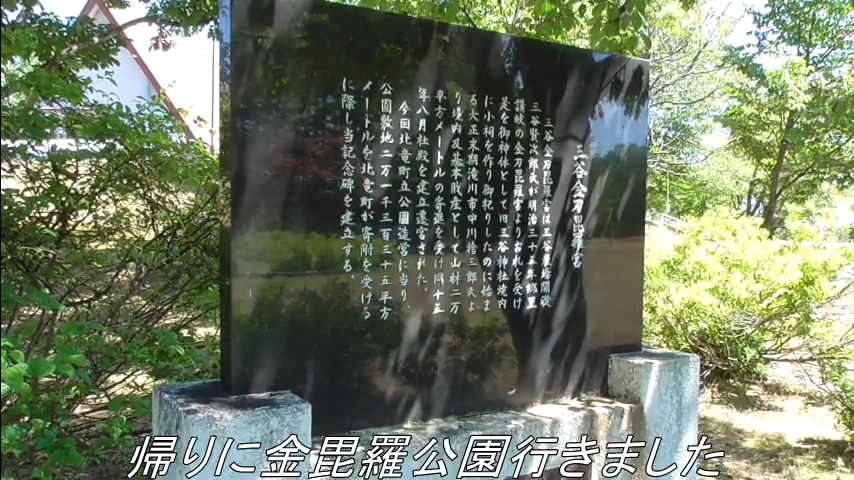 三谷金刀毘羅宮
三谷金刀毘羅宮は三谷農場開設
三谷賢次郎氏が明治三十五年郷里
讃岐の金刀毘羅宮よりお札を受け
是を御神体として旧三谷神社境内
に小祠を作り御祀りしたのに始ま
る大正末期滝川市中川捨三郎氏よ
り境内及基本財産として山林二万
平方メートルの寄進を受け同十五
年八月社殿を建立遷宮された。
今回北竜町立公園造営に当り、
公園敷地二万一千三百三十五平方
メートルを北竜町が寄附を受ける
に際し当記念碑を建立する
帰りに金毘羅公園行きました